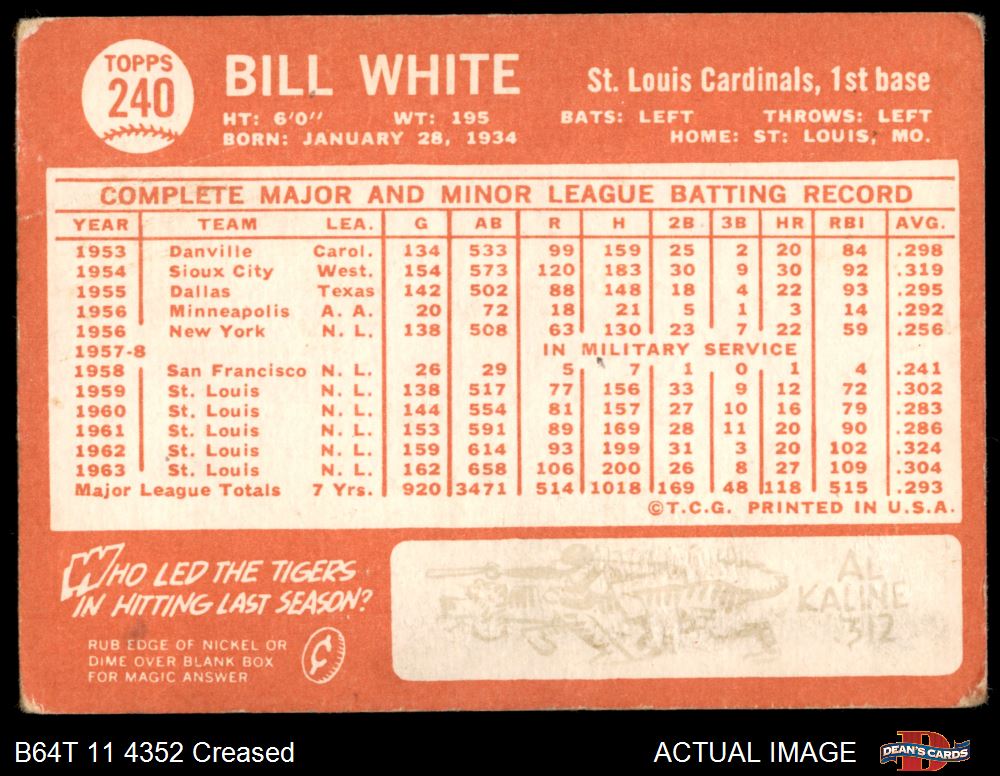 TOPPS
240
BILL WHITE
St. Louis Cardinals, 1st base
HT: 6'0" WT: 195 BATS: LEFT THROWS: LEFT
BORN: JANUARY 28, 1934 HOME: ST: LOUIS, MO.
COMPLETE MAJOR AND MINOR LEAGUE BATTING RECORD
YEAR TEAM LEA. G AB R H 2B 3B HR RBI AVG.
1953 Danville Carol. 134 533 99 159 25 2 20 84 .298
1954 Sioux City West. 154 573 120 183 30 9 30 92 .319
1955 Dallas Texas 142 502 88 148 18 4 22 93 .295
1956 Minneapolis A. A. 20 72 18 21 5 1 3 14 .292
1956 New York N. L. 138 508 63 130 23 7 22 59 .256
1957-8 IN MILITARY SERVICE
1958 San Francisco N. L. 26 29 5 7 1 0 1 4 .241
1959 St. Louis N. L. 138 517 77 156 33 9 12 72 .302
1960 St. Louis N. L. 144 554 81 157 27 10 16 79 .283
1961 St. Louis N. L. 153 591 89 169 28 11 20 90 .286
1962 St. Louis N. L. 159 614 93 199 31 3 20 102 .324
1963 St. Louis N. L. 162 658 106 200 26 8 27 109 .304
Major League Totals 7 Yrs. 920 3471 514 1018 169 48 118 515 .293
©T.C.G. PRINTED IN U.S.A.
WHO LED THE TIGERS
IN HITTING LAST SEASON?
RUB EDGE OF NICKEL OR
DIME OVER BLANK BOX
FOR MAGIC ANSWER
AL
KALINE
312
B64T 11 4352 Creased
ACTUAL IMAGE
DEAN'S CARDS